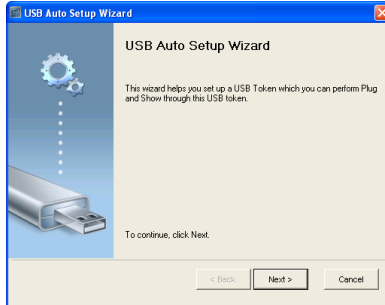 USB Auto Setup Wizard
USB Auto Setup Wizard
This wizard helps you set up a USB Token which you can perform Plug
and Show through this USB token.
To continue, click Next.
< Back
Next >
Cancel